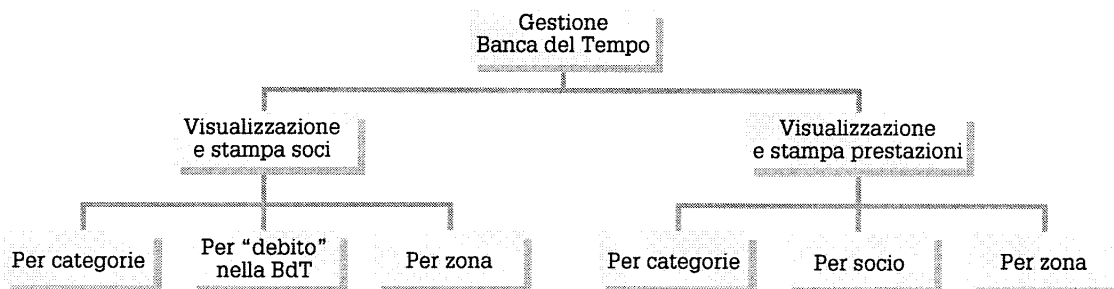 Gestione
Banca del Tempo
Visualizzazione
e stampa soci
Visualizzazione
e stampa prestazioni
Per categorie
Per “debito”
nella BdT
Per zona
Per categorie
Per socio
Per zona